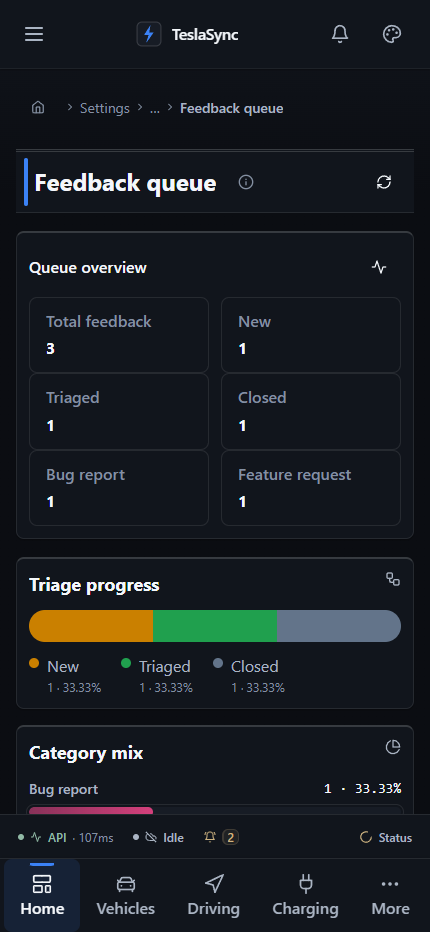 TeslaSync
Settings ... Feedback queue
Feedback queue
Queue overview
Total feedback
3
New
1
Triaged
1
Closed
1
Bug report
1
Feature request
1
Triage progress
New
1 · 33.33%
Triaged
1 · 33.33%
Closed
1 · 33.33%
Category mix
Bug report 1 · 33.33%
API · 107ms Idle 2 Status
Home Vehicles Driving Charging More